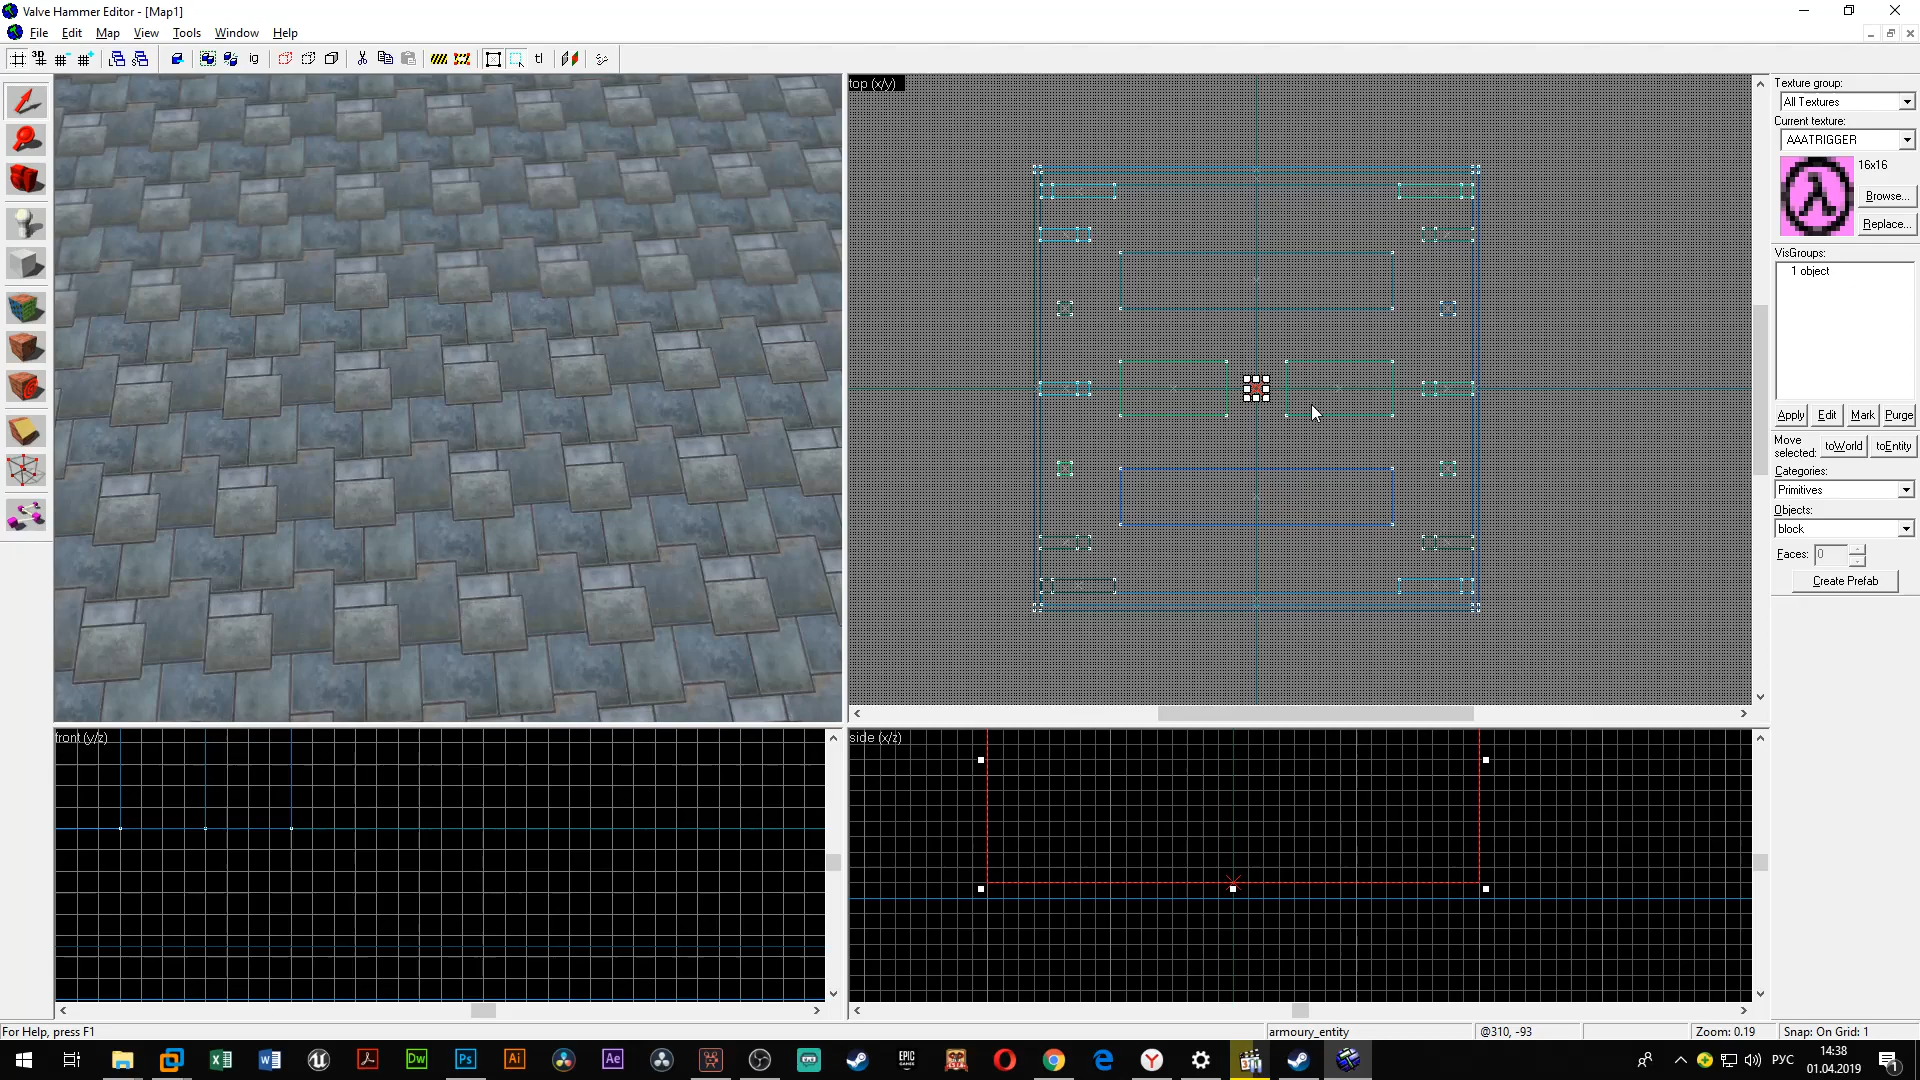 Valve Hammer Editor - [Map1]
File Edit Map View Tools Window Help
3D
ig
tl
top (x/y)
front (y/z)
side (x/z)
Texture group:
All Textures
Current texture:
AAATRIGGER
16x16
Browse...
Replace...
VisGroups:
1 object
Apply Edit Mark Purge
Move selected: toWorld toEntity
Categories:
Primitives
Objects:
block
Faces: 0
Create Prefab
For Help, press F1
armoury_entity
@310, -93
Zoom: 0.19
Snap: On Grid: 1
РУС
14:38
01.04.2019